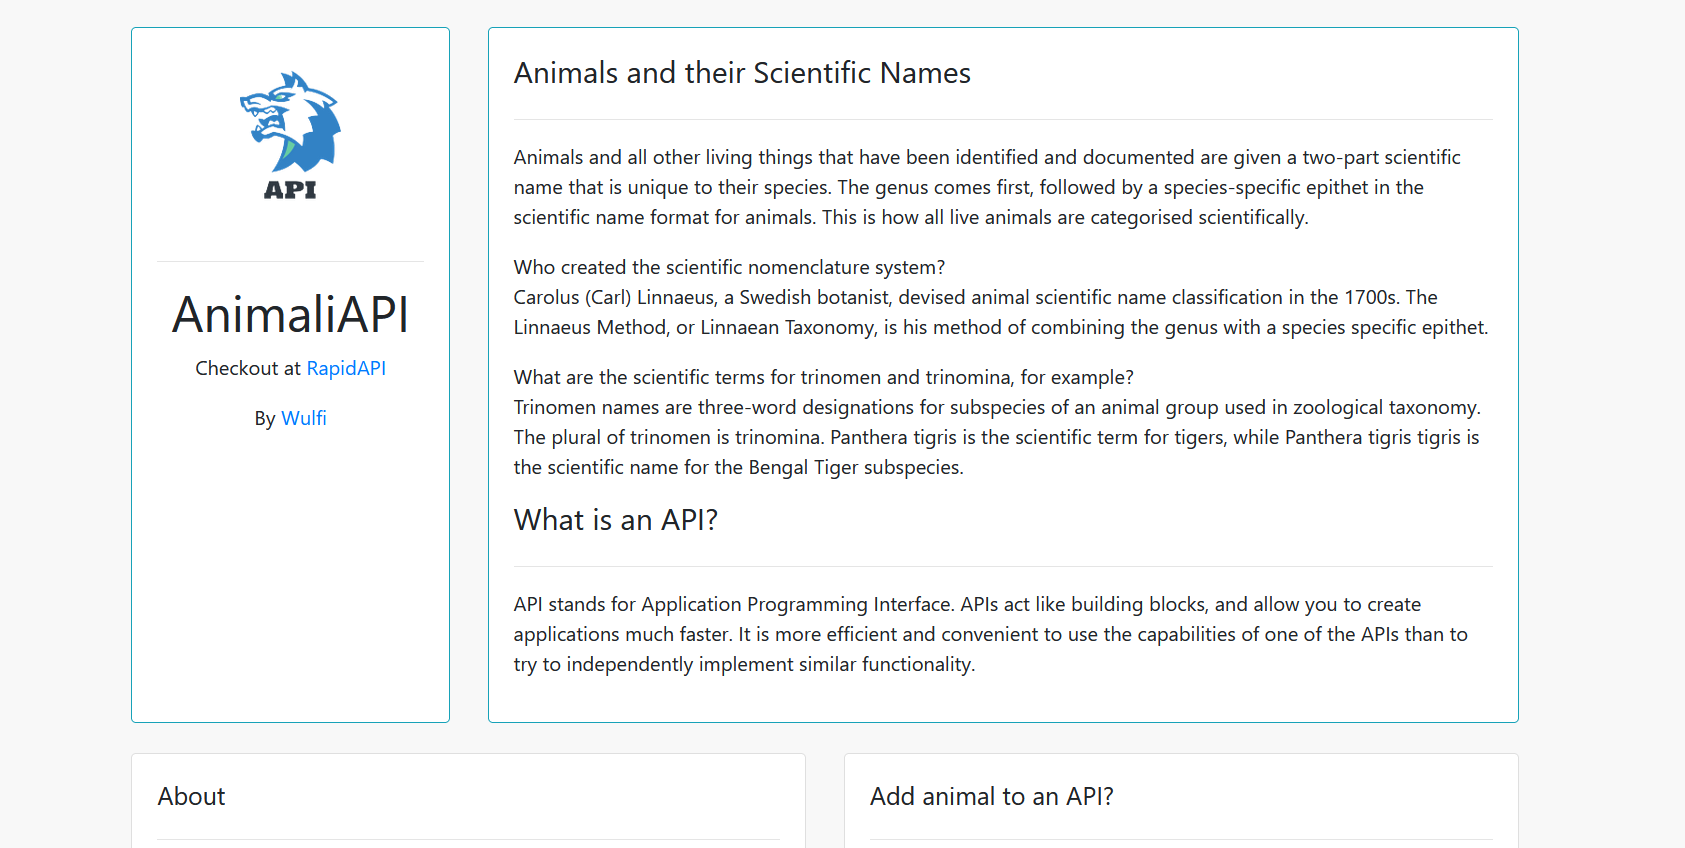 API
AnimaliAPI
Checkout at RapidAPI
By Wulfi
Animals and their Scientific Names
Animals and all other living things that have been identified and documented are given a two-part scientific
name that is unique to their species. The genus comes first, followed by a species-specific epithet in the
scientific name format for animals. This is how all live animals are categorised scientifically.
Who created the scientific nomenclature system?
Carolus (Carl) Linnaeus, a Swedish botanist, devised animal scientific name classification in the 1700s. The
Linnaeus Method, or Linnaean Taxonomy, is his method of combining the genus with a species specific epithet.
What are the scientific terms for trinomen and trinomina, for example?
Trinomen names are three-word designations for subspecies of an animal group used in zoological taxonomy.
The plural of trinomen is trinomina. Panthera tigris is the scientific term for tigers, while Panthera tigris tigris is
the scientific name for the Bengal Tiger subspecies.
What is an API?
API stands for Application Programming Interface. APIs act like building blocks, and allow you to create
applications much faster. It is more efficient and convenient to use the capabilities of one of the APIs than to
try to independently implement similar functionality.
About
Add animal to an API?